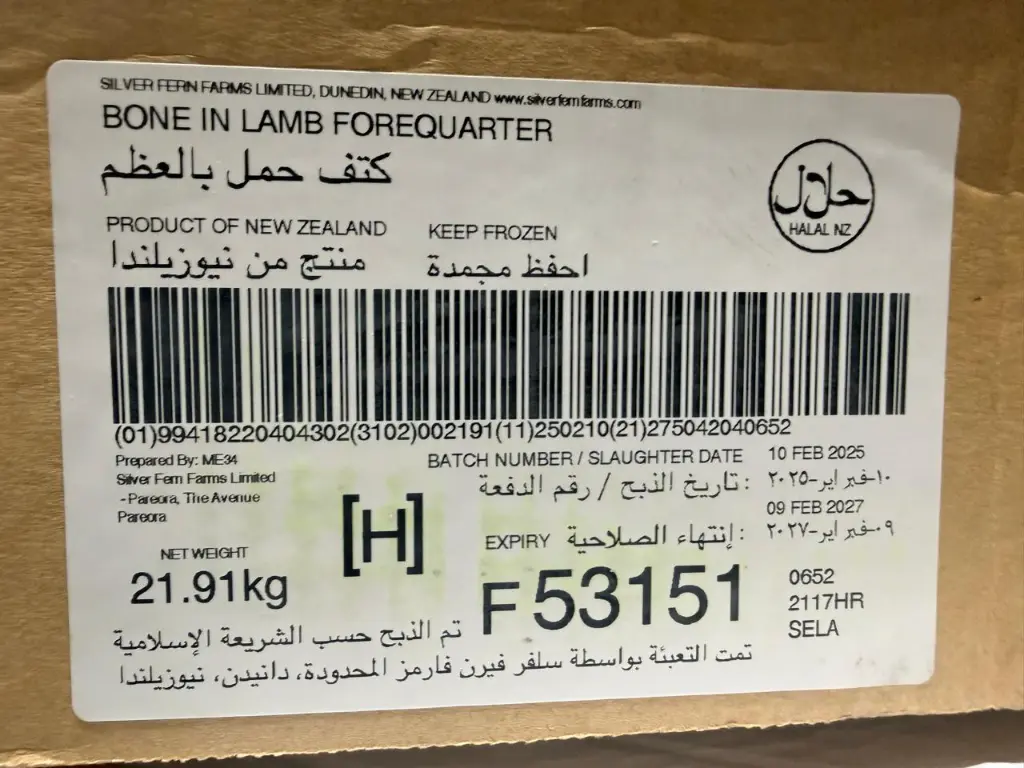 SILVER FERN FARMS LIMITED, DUNEDIN, NEW ZEALAND www.silverfernfarms.com
BONE IN LAMB FOREQUARTER
كتف حمل بالعظم
حلال
HALAL NZ
PRODUCT OF NEW ZEALAND
منتج من نيوزيلندا
KEEP FROZEN
احفظ مجمدة
(01)99418220404302(3102)002191(11)250210(21)275042040652
Prepared By: ME34
Silver Fern Farms Limited
- Pareora, The Avenue
Pareora
BATCH NUMBER / SLAUGHTER DATE 10 FEB 2025
تاريخ الذبح / رقم الدفعة : ١٠-فبراير-٢٠٢٥
09 FEB 2027
EXPIRY إنتهاء الصلاحية : ٠٩-فبراير-٢٠٢٧
[H]
NET WEIGHT
21.91kg
F 53151
0652
2117HR
SELA
تم الذبح حسب الشريعة الإسلامية
تمت التعبئة بواسطة سلفر فيرن فارمز المحدودة، دانيدن، نيوزيلندا